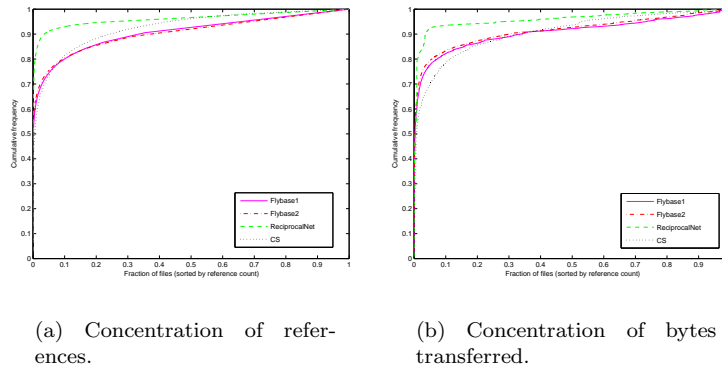 1
0.9
0.8
0.7
0.6
0.5
0.4
0.3
0.2
0.1
0
Cumulative frequency
Flybase1
Flybase2
ReciprocalNet
CS
0 0.1 0.2 0.3 0.4 0.5 0.6 0.7 0.8 0.9 1
Fraction of files (sorted by reference count)
(a) Concentration of refer-
ences.
1
0.9
0.8
0.7
0.6
0.5
0.4
0.3
0.2
0.1
0
Cumulative frequency
Flybase1
Flybase2
ReciprocalNet
CS
0 0.1 0.2 0.3 0.4 0.5 0.6 0.7 0.8 0.9
Fraction of files (sorted by reference count)
(b) Concentration of bytes
transferred.